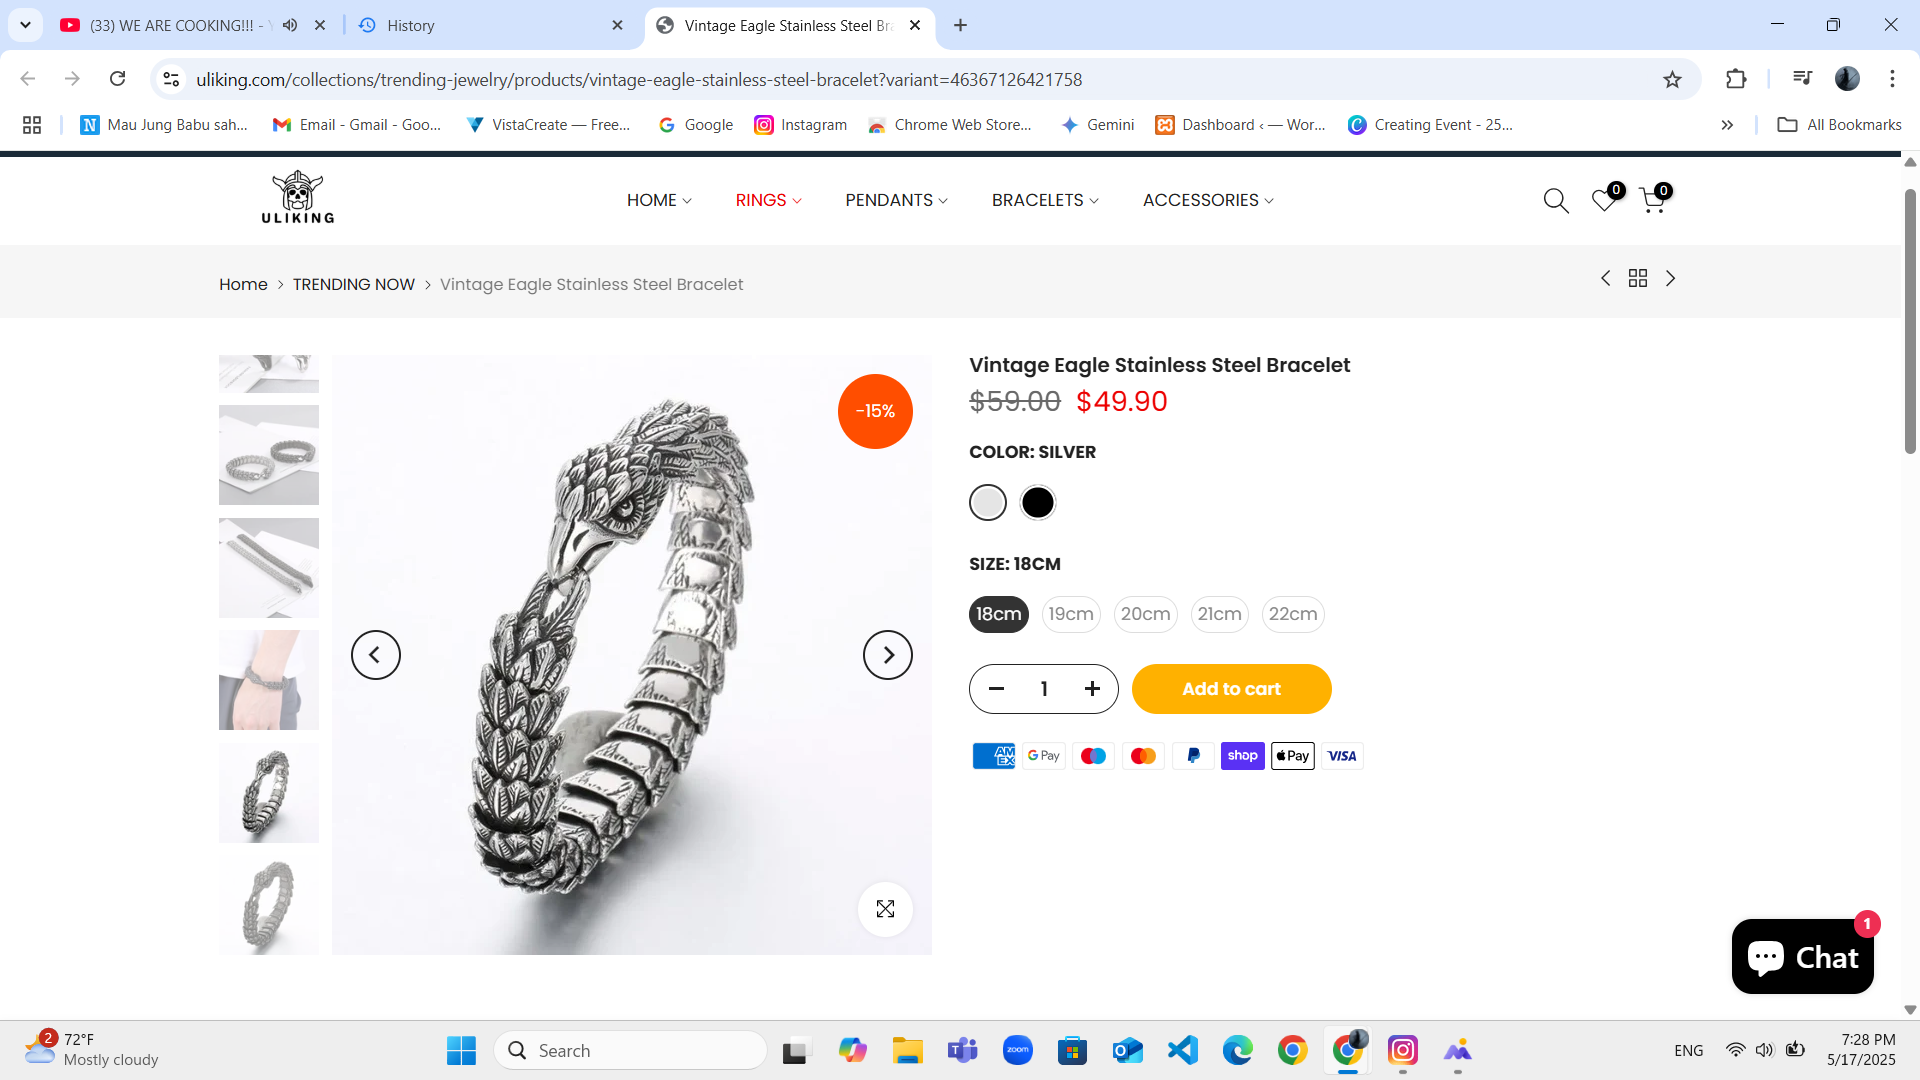 (33) WE ARE COOKING!!! - Y
History
Vintage Eagle Stainless Steel Bra
uliking.com/collections/trending-jewelry/products/vintage-eagle-stainless-steel-bracelet?variant=46367126421758
Mau Jung Babu sah...
Email - Gmail - Goo...
VistaCreate — Free...
Google
Instagram
Chrome Web Store...
Gemini
Dashboard ‹ — Wor...
Creating Event - 25...
All Bookmarks
ULIKING
HOME
RINGS
PENDANTS
BRACELETS
ACCESSORIES
0
0
Home > TRENDING NOW > Vintage Eagle Stainless Steel Bracelet
-15%
Vintage Eagle Stainless Steel Bracelet
$59.00 $49.90
COLOR: SILVER
SIZE: 18CM
18cm 19cm 20cm 21cm 22cm
1
Add to cart
AMEX
G Pay
shop
Pay
VISA
1
Chat
2
72°F
Mostly cloudy
Search
zoom
ENG
7:28 PM
5/17/2025